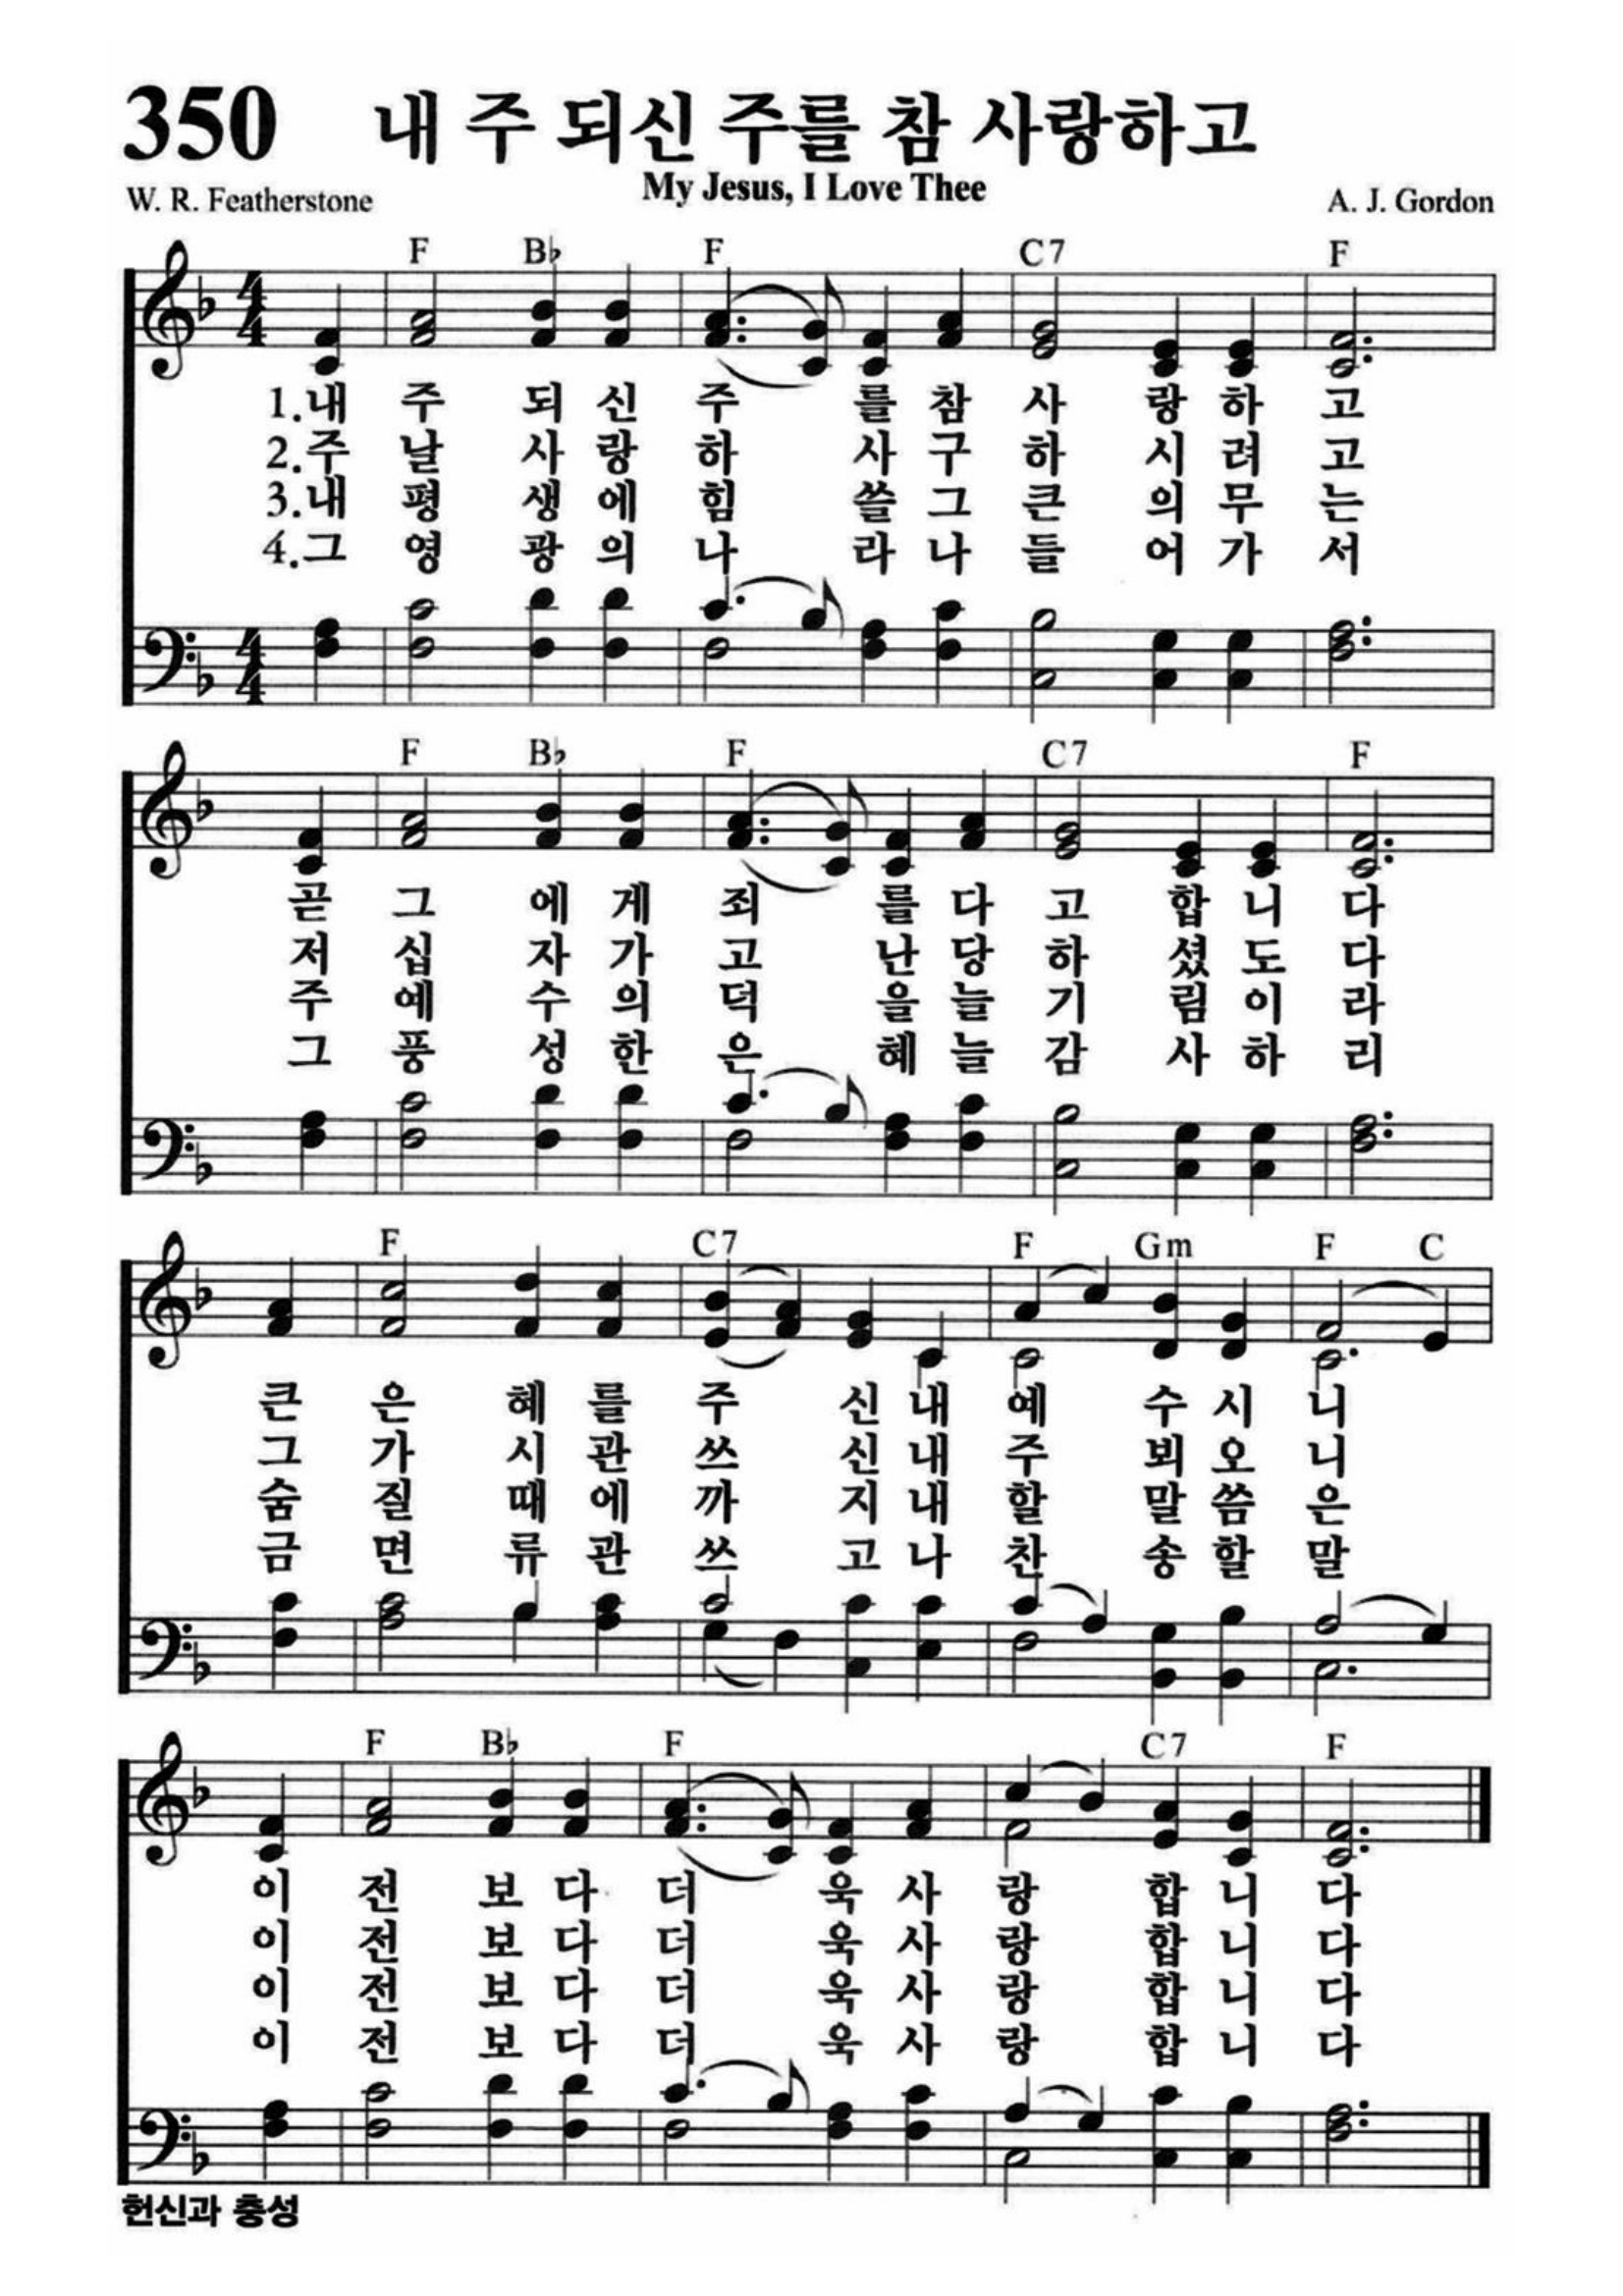 350 내 주 되신 주를 참 사랑하고
My Jesus, I Love Thee
W. R. Featherstone A. J. Gordon
F B♭ F C7 F
1.내 주 되 신 주 를 참 사 랑 하 고
2.주 날 사 랑 하 사 구 하 시 려 고
3.내 평 생 에 힘 쓸 그 큰 의 무 는
4.그 영 광 의 나 라 나 들 어 가 서
F B♭ F C7 F
곧 그 에 게 죄 를 다 고 합 니 다
저 십 자 가 고 난 당 하 셨 도 다
주 예 수 의 덕 을 늘 기 림 이 라
그 풍 성 한 은 혜 늘 감 사 하 리
F C7 F Gm F C
큰 은 혜 를 주 신 내 예 수 시 니
그 가 시 관 쓰 신 내 주 뵈 오 니
숨 질 때 에 까 지 내 할 말 씀 은
금 면 류 관 쓰 고 나 찬 송 할 말
F B♭ F C7 F
이 전 보 다 더 욱 사 랑 합 니 다
이 전 보 다 더 욱 사 랑 합 니 다
이 전 보 다 더 욱 사 랑 합 니 다
이 전 보 다 더 욱 사 랑 합 니 다
헌신과 충성